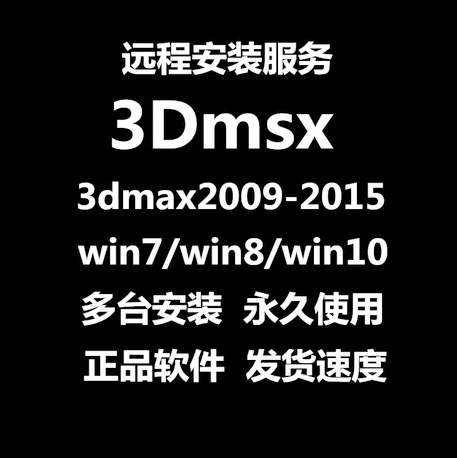 远程安装服务
3Dmsx
3dmax2009-2015
win7/win8/win10
多台安装 永久使用
正品软件 发货速度